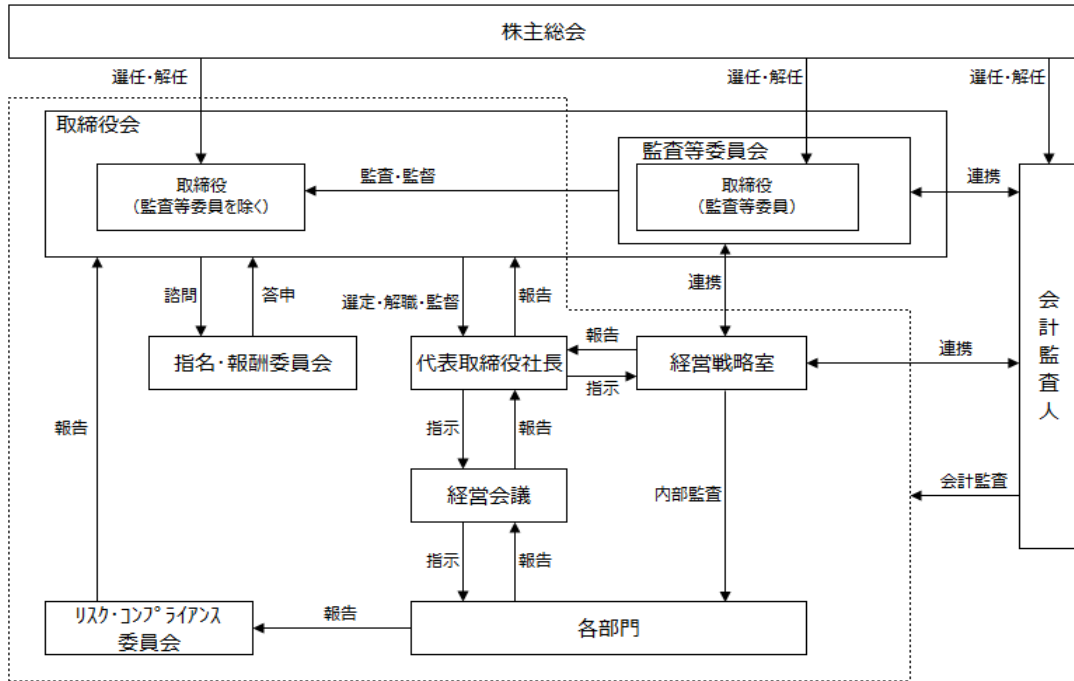 株主総会
選任・解任
選任・解任
選任・解任
取締役会
監査等委員会
取締役
（監査等委員を除く）
監査・監督
取締役
（監査等委員）
連携
諮問
答申
選定・解職・監督
報告
連携
会計監査人
指名・報酬委員会
代表取締役社長
報告
指示
経営戦略室
連携
報告
指示
報告
経営会議
内部監査
会計監査
指示
報告
ﾘｽｸ・ｺﾝﾌﾟﾗｲｱﾝｽ
委員会
報告
各部門